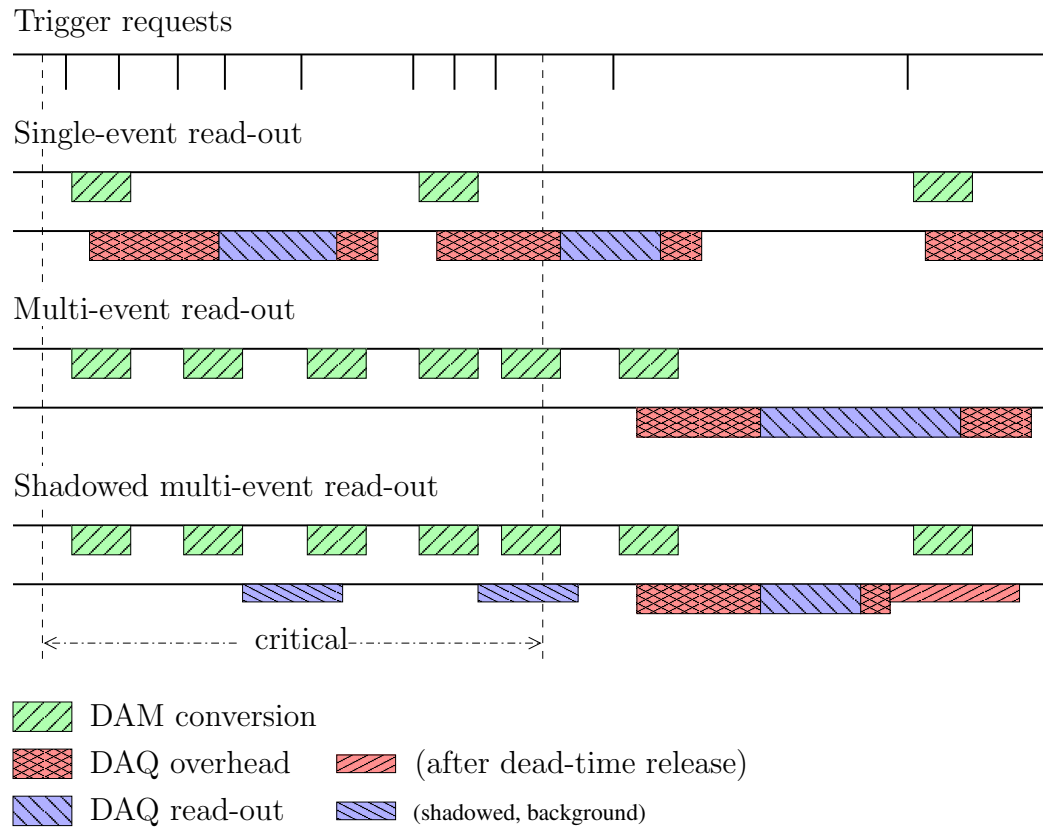 Trigger requests
Single-event read-out
Multi-event read-out
Shadowed multi-event read-out
critical
DAM conversion
DAQ overhead
(after dead-time release)
DAQ read-out
(shadowed, background)